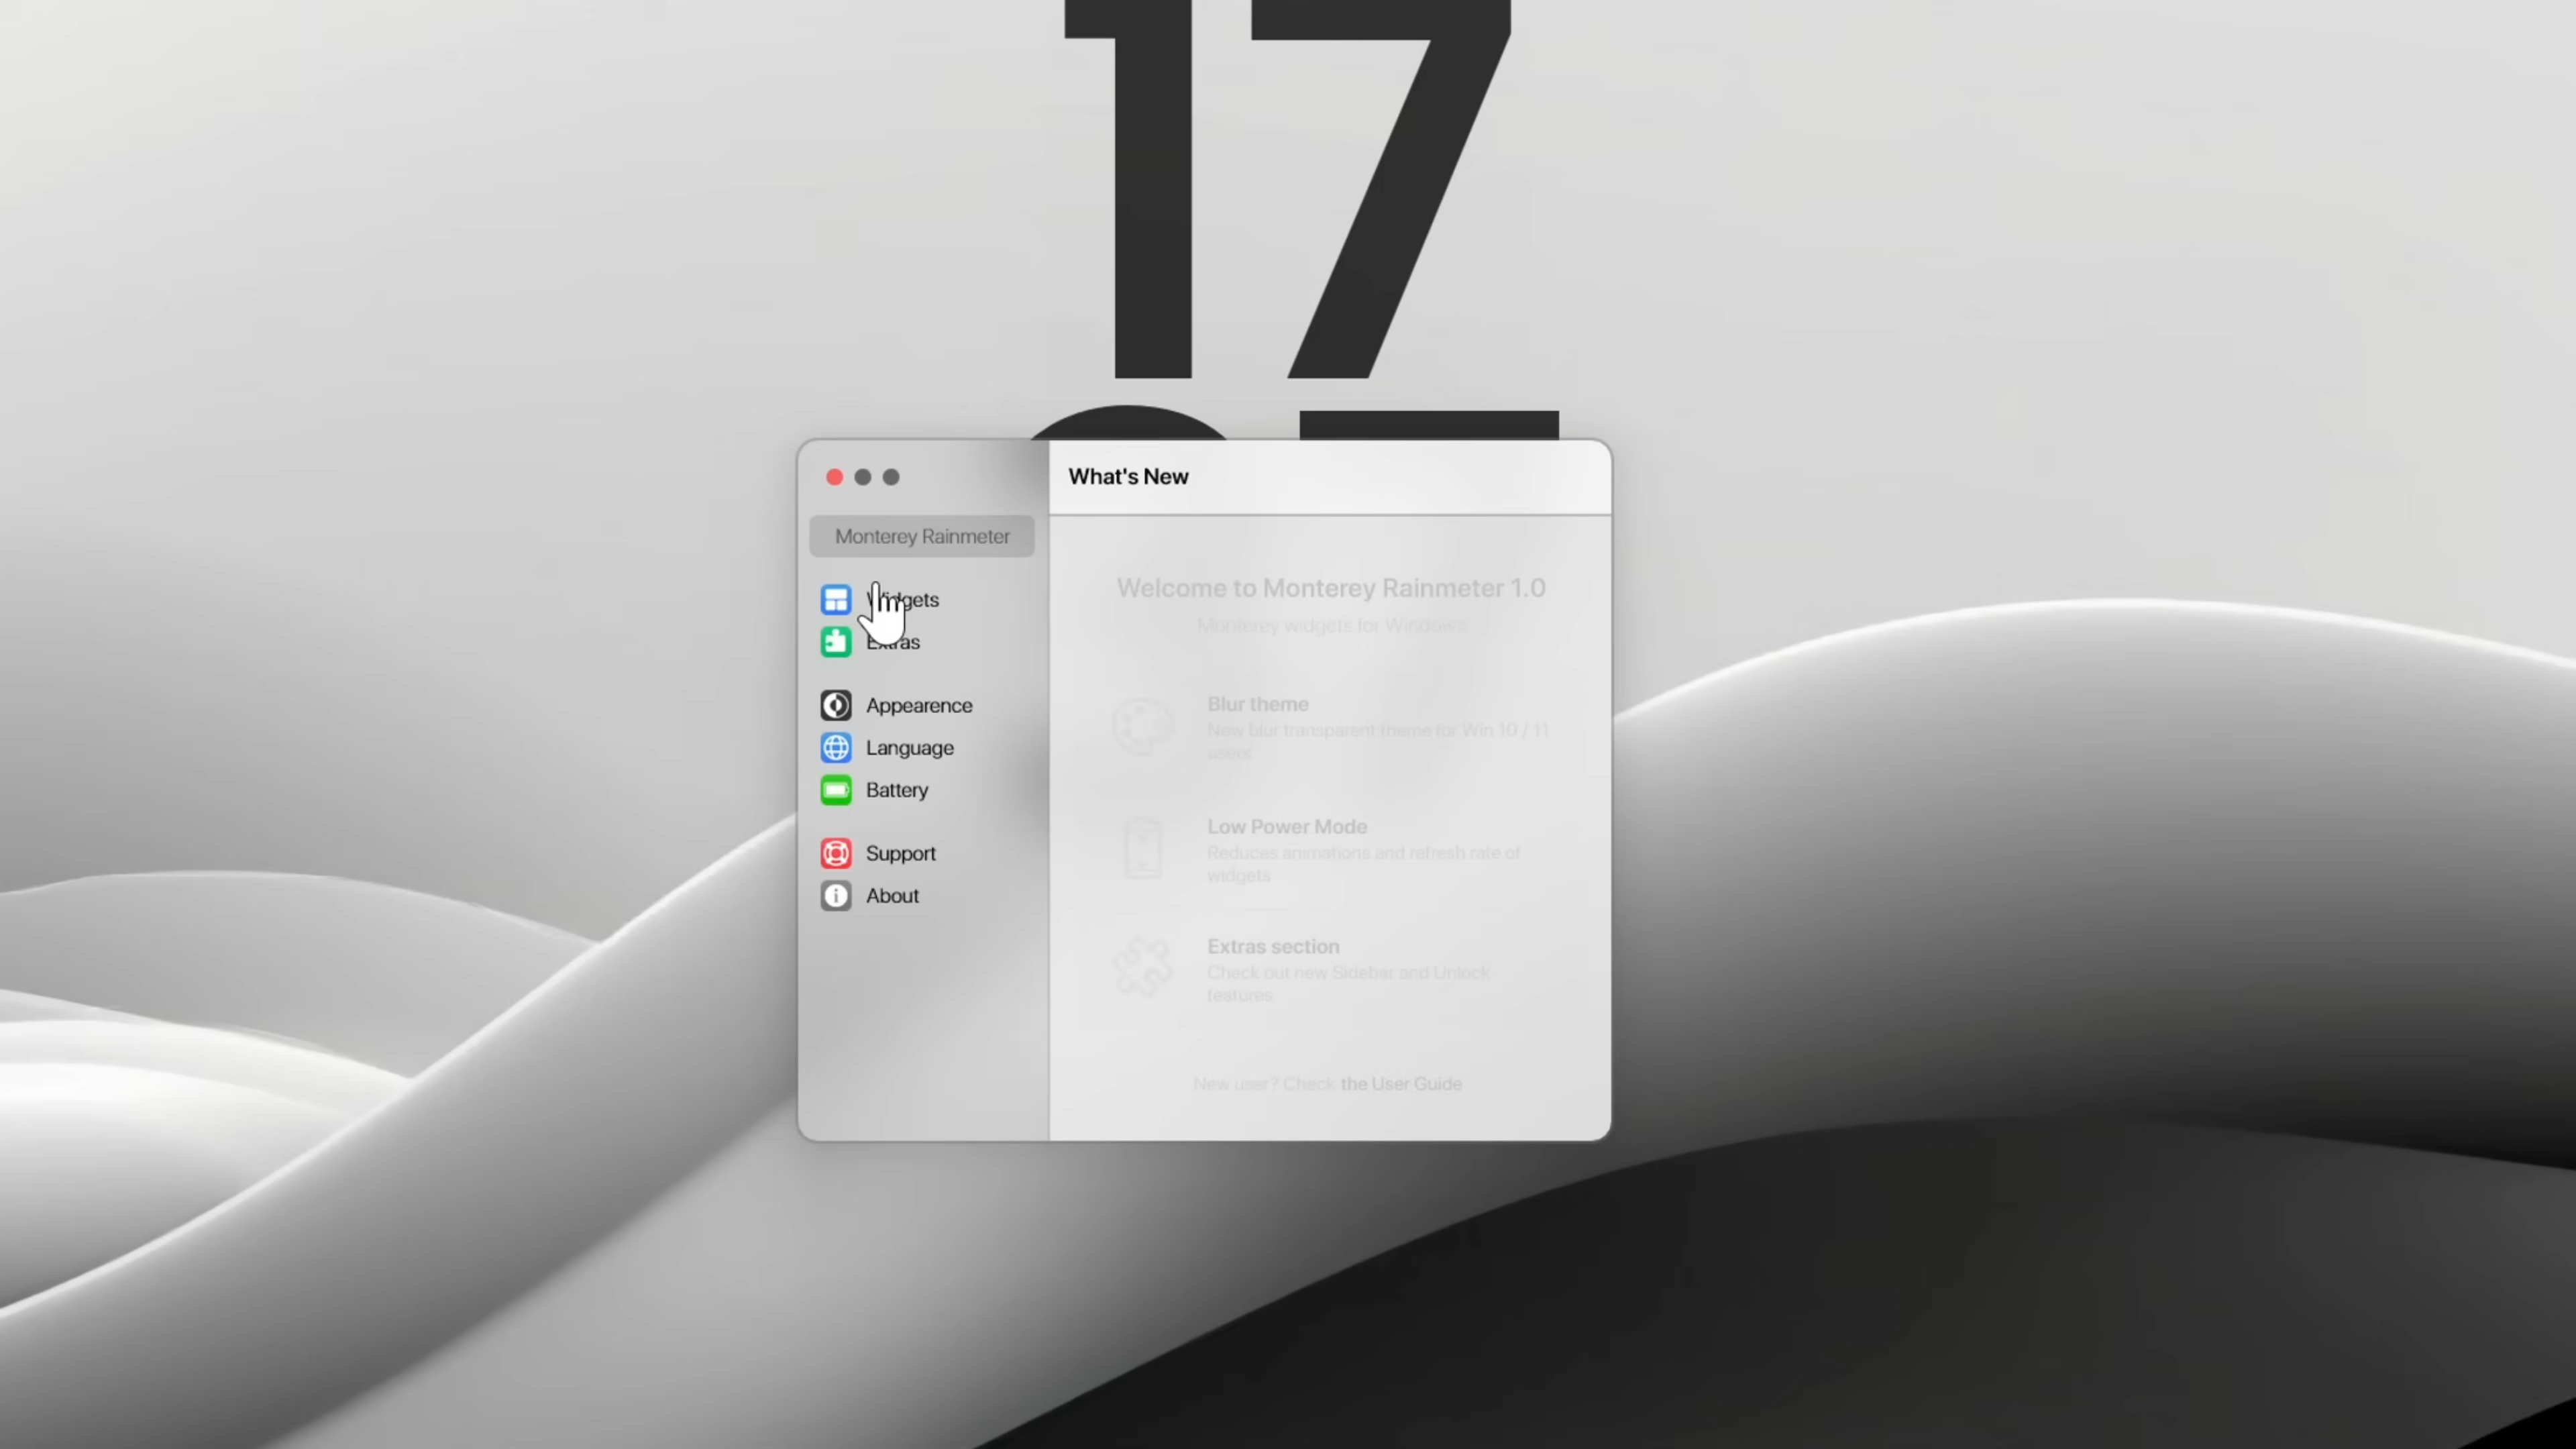 17
What's New
Monterey Rainmeter
Widgets
Extras
Appearence
Language
Battery
Support
About
Welcome to Monterey Rainmeter 1.0
Monterey widgets for Windows
Blur theme
New blur transparent theme for Win 10 / 11
users
Low Power Mode
Reduces animations and refresh rate of
widgets
Extras section
Check out new Sidebar and Unlock
features
New user? Check the User Guide